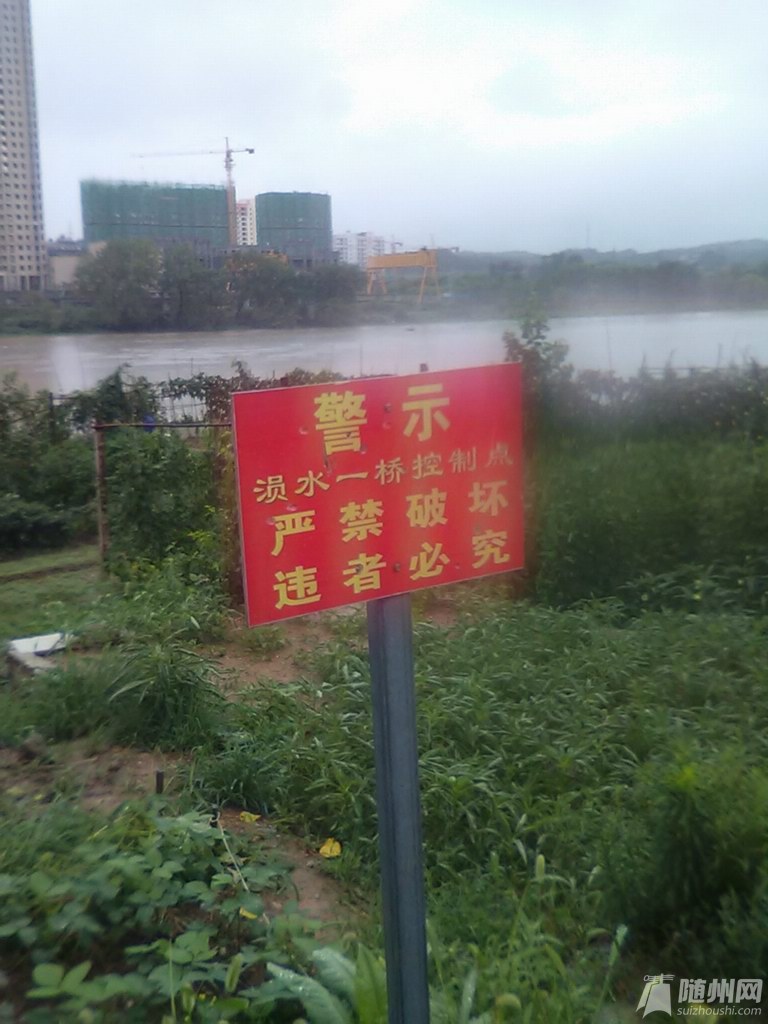 警示
涢水一桥控制点
严禁破坏
违者必究
随州网
suizhoushi.com